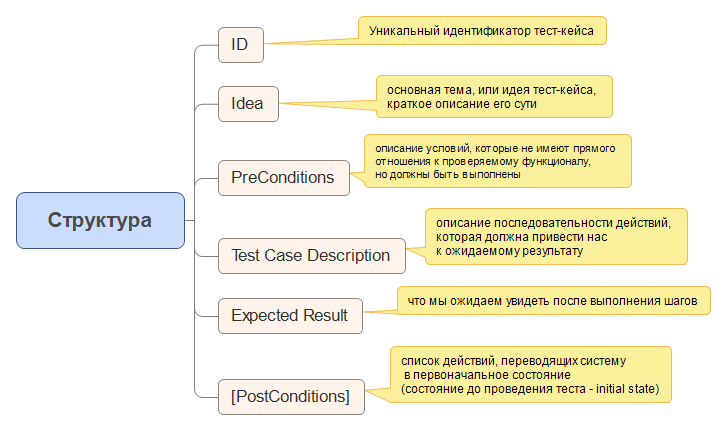 Структура
ID
Уникальный идентификатор тест-кейса
Idea
основная тема, или идея тест-кейса,
краткое описание его сути
PreConditions
описание условий, которые не имеют прямого
отношения к проверяемому функционалу,
но должны быть выполнены
Test Case Description
описание последовательности действий,
которая должна привести нас
к ожидаемому результату
Expected Result
что мы ожидаем увидеть после выполнения шагов
[PostConditions]
список действий, переводящих систему
в первоначальное состояние
(состояние до проведения теста - initial state)